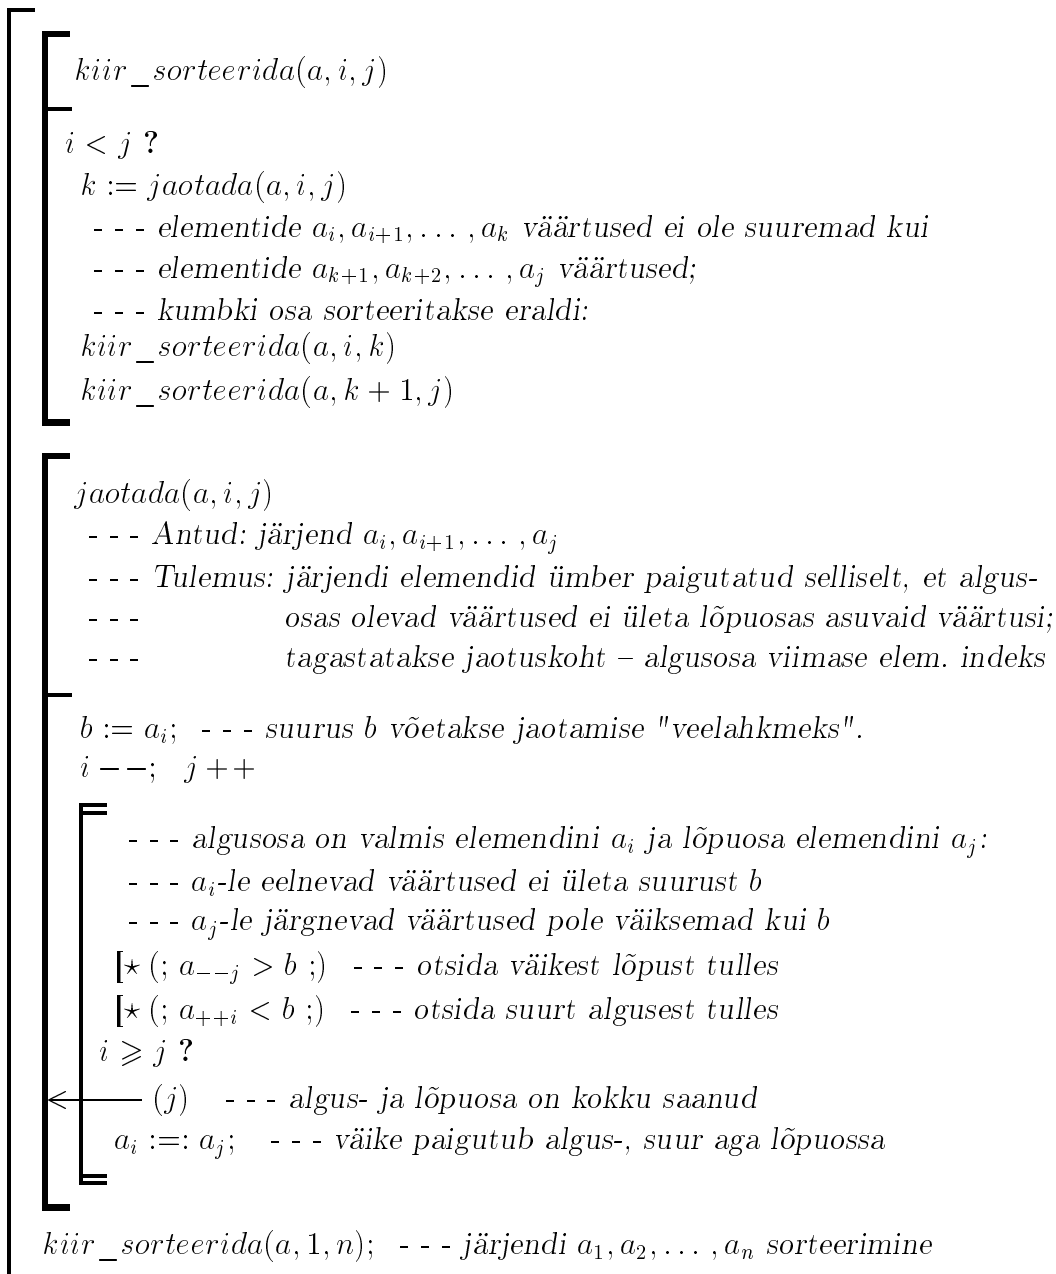 kiir_sorteerida(a, i, j)
i < j ?
k := jaotada(a, i, j)
- - - elementide a_i, a_{i+1}, . . . , a_k väärtused ei ole suuremad kui
- - - elementide a_{k+1}, a_{k+2}, . . . , a_j väärtused;
- - - kumbki osa sorteeritakse eraldi:
kiir_sorteerida(a, i, k)
kiir_sorteerida(a, k + 1, j)
jaotada(a, i, j)
- - - Antud: järjend a_i, a_{i+1}, . . . , a_j
- - - Tulemus: järjendi elemendid ümber paigutatud selliselt, et algus-
- - - osas olevad väärtused ei ületa lõpuosas asuvaid väärtusi;
- - - tagastatakse jaotuskoht – algusosa viimase elem. indeks
b := a_i; - - - suurus b võetakse jaotamise "veelahkmeks".
i −−; j ++
- - - algusosa on valmis elemendini a_i ja lõpuosa elemendini a_j:
- - - a_i-le eelnevad väärtused ei ületa suurust b
- - - a_j-le järgnevad väärtused pole väiksemad kui b
[⋆ (; a_{−−j} > b ;) - - - otsida väikest lõpust tulles
[⋆ (; a_{++i} < b ;) - - - otsida suurt algusest tulles
i ⩾ j ?
(j) - - - algus- ja lõpuosa on kokku saanud
a_i :=: a_j; - - - väike paigutub algus-, suur aga lõpuossa
kiir_sorteerida(a, 1, n); - - - järjendi a_1, a_2, . . . , a_n sorteerimine